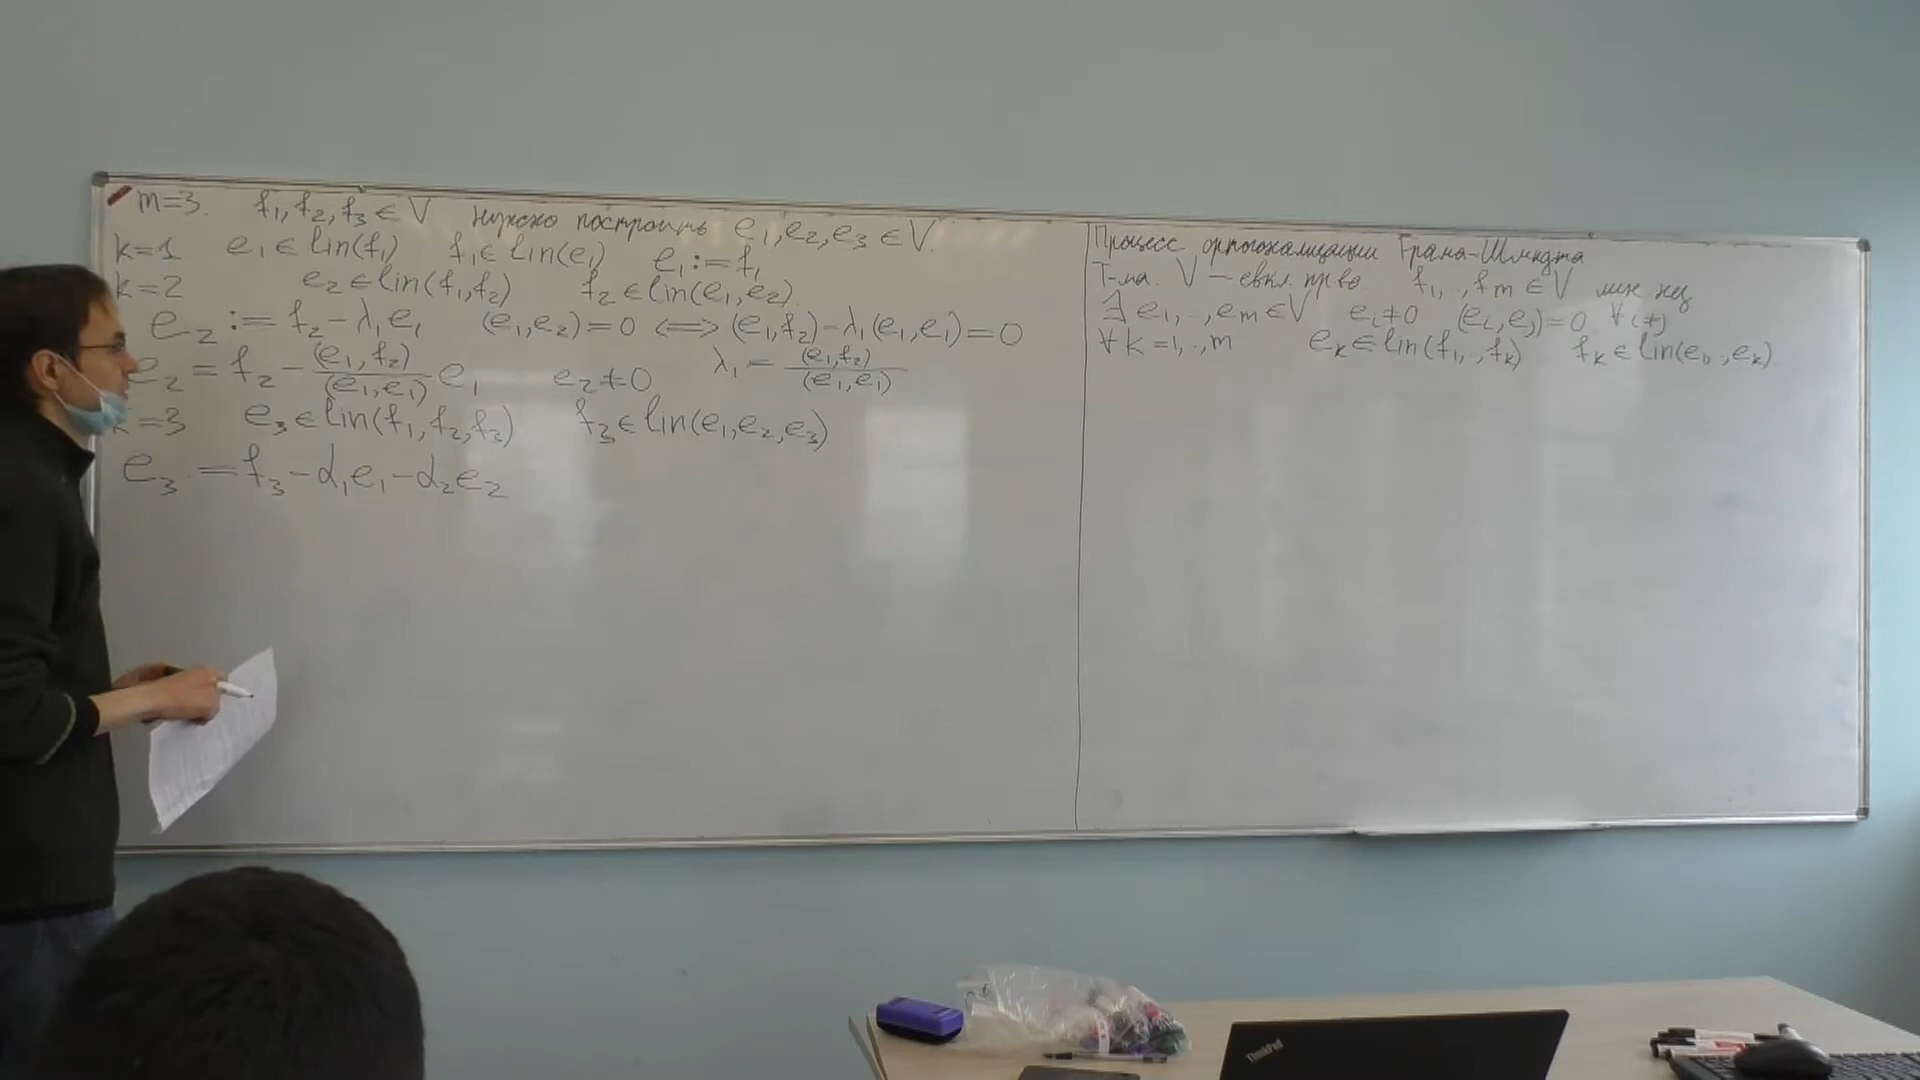 m=3. f₁, f₂, f₃ ∈ V нужно построить e₁, e₂, e₃ ∈ V.
k=1 e₁ ∈ lin(f₁) f₁ ∈ lin(e₁) e₁ := f₁
k=2 e₂ ∈ lin(f₁, f₂) f₂ ∈ lin(e₁, e₂).
e₂ := f₂ - λ₁e₁ (e₁, e₂) = 0 ⟺ (e₁, f₂) - λ₁(e₁, e₁) = 0
e₂ = f₂ - (e₁, f₂)/(e₁, e₁) e₁ e₂ ≠ 0 λ₁ = (e₁, f₂)/(e₁, e₁)
k=3 e₃ ∈ lin(f₁, f₂, f₃) f₃ ∈ lin(e₁, e₂, e₃)
e₃ = f₃ - α₁e₁ - α₂e₂
Процесс ортогонализации Грама-Шмидта
Т-ма. V — евкл. пр-во f₁, ., fm ∈ V лин. нез
∃ e₁, ., em ∈ V eᵢ ≠ 0 (eᵢ, eⱼ) = 0 ∀ i ≠ j
∀ k = 1, ., m eₖ ∈ lin(f₁, ., fₖ) fₖ ∈ lin(e₁, ., eₖ).
ThinkPad